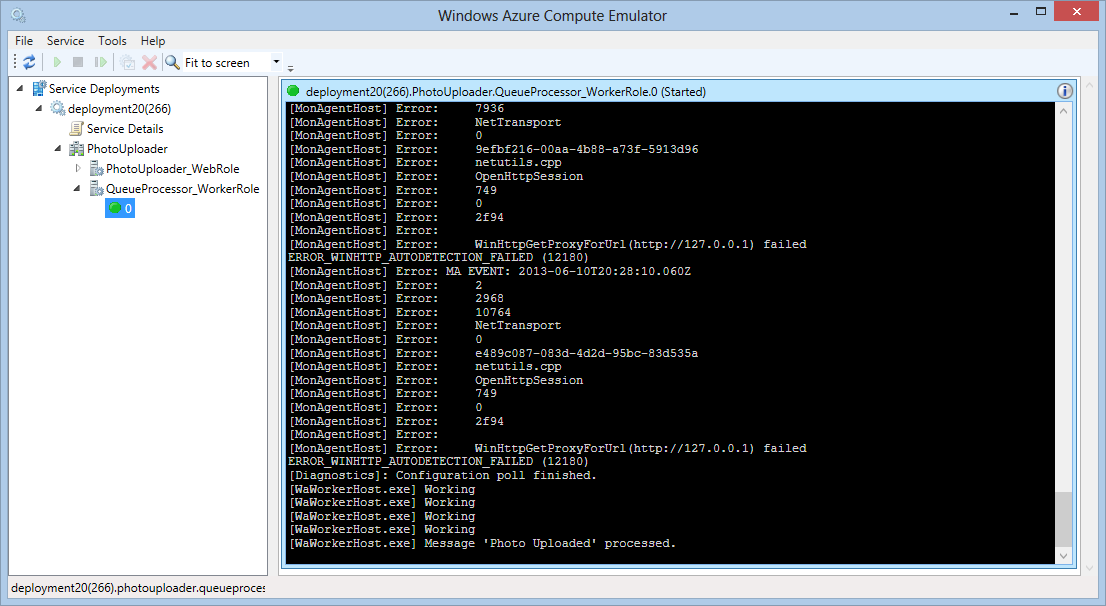 Windows Azure Compute Emulator
File Service Tools Help
Fit to screen
Service Deployments
deployment20(266)
Service Details
PhotoUploader
PhotoUploader_WebRole
QueueProcessor_WorkerRole
0
deployment20(266).PhotoUploader.QueueProcessor_WorkerRole.0 (Started)
[MonAgentHost] Error: 7936
[MonAgentHost] Error: NetTransport
[MonAgentHost] Error: 0
[MonAgentHost] Error: 9efbf216-00aa-4b88-a73f-5913d96
[MonAgentHost] Error: netutils.cpp
[MonAgentHost] Error: OpenHttpSession
[MonAgentHost] Error: 749
[MonAgentHost] Error: 0
[MonAgentHost] Error: 2f94
[MonAgentHost] Error:
[MonAgentHost] Error: WinHttpGetProxyForUrl(http://127.0.0.1) failed
ERROR_WINHTTP_AUTODETECTION_FAILED (12180)
[MonAgentHost] Error: MA EVENT: 2013-06-10T20:28:10.060Z
[MonAgentHost] Error: 2
[MonAgentHost] Error: 2968
[MonAgentHost] Error: 10764
[MonAgentHost] Error: NetTransport
[MonAgentHost] Error: 0
[MonAgentHost] Error: e489c087-083d-4d2d-95bc-83d535a
[MonAgentHost] Error: netutils.cpp
[MonAgentHost] Error: OpenHttpSession
[MonAgentHost] Error: 749
[MonAgentHost] Error: 0
[MonAgentHost] Error: 2f94
[MonAgentHost] Error:
[MonAgentHost] Error: WinHttpGetProxyForUrl(http://127.0.0.1) failed
ERROR_WINHTTP_AUTODETECTION_FAILED (12180)
[Diagnostics]: Configuration poll finished.
[WaWorkerHost.exe] Working
[WaWorkerHost.exe] Working
[WaWorkerHost.exe] Working
[WaWorkerHost.exe] Working
[WaWorkerHost.exe] Message 'Photo Uploaded' processed.
deployment20(266).photouploader.queueproces